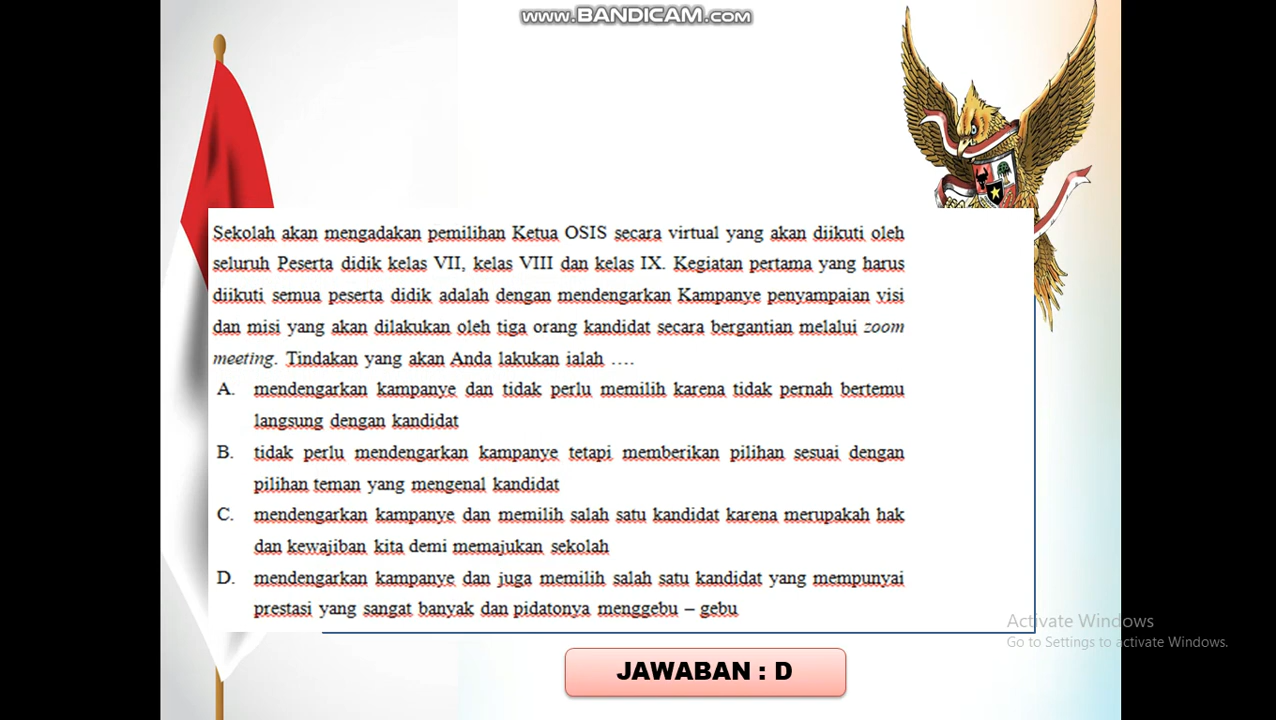 www.BANDICAM.com
Sekolah akan mengadakan pemilihan Ketua OSIS secara virtual yang akan diikuti oleh
seluruh Peserta didik kelas VII, kelas VIII dan kelas IX. Kegiatan pertama yang harus
diikuti semua peserta didik adalah dengan mendengarkan Kampanye penyampaian visi
dan misi yang akan dilakukan oleh tiga orang kandidat secara bergantian melalui zoom
meeting. Tindakan yang akan Anda lakukan ialah ….
A. mendengarkan kampanye dan tidak perlu memilih karena tidak pernah bertemu
langsung dengan kandidat
B. tidak perlu mendengarkan kampanye tetapi memberikan pilihan sesuai dengan
pilihan teman yang mengenal kandidat
C. mendengarkan kampanye dan memilih salah satu kandidat karena merupakah hak
dan kewajiban kita demi memajukan sekolah
D. mendengarkan kampanye dan juga memilih salah satu kandidat yang mempunyai
prestasi yang sangat banyak dan pidatonya menggebu – gebu
Activate Windows
Go to Settings to activate Windows.
JAWABAN : D